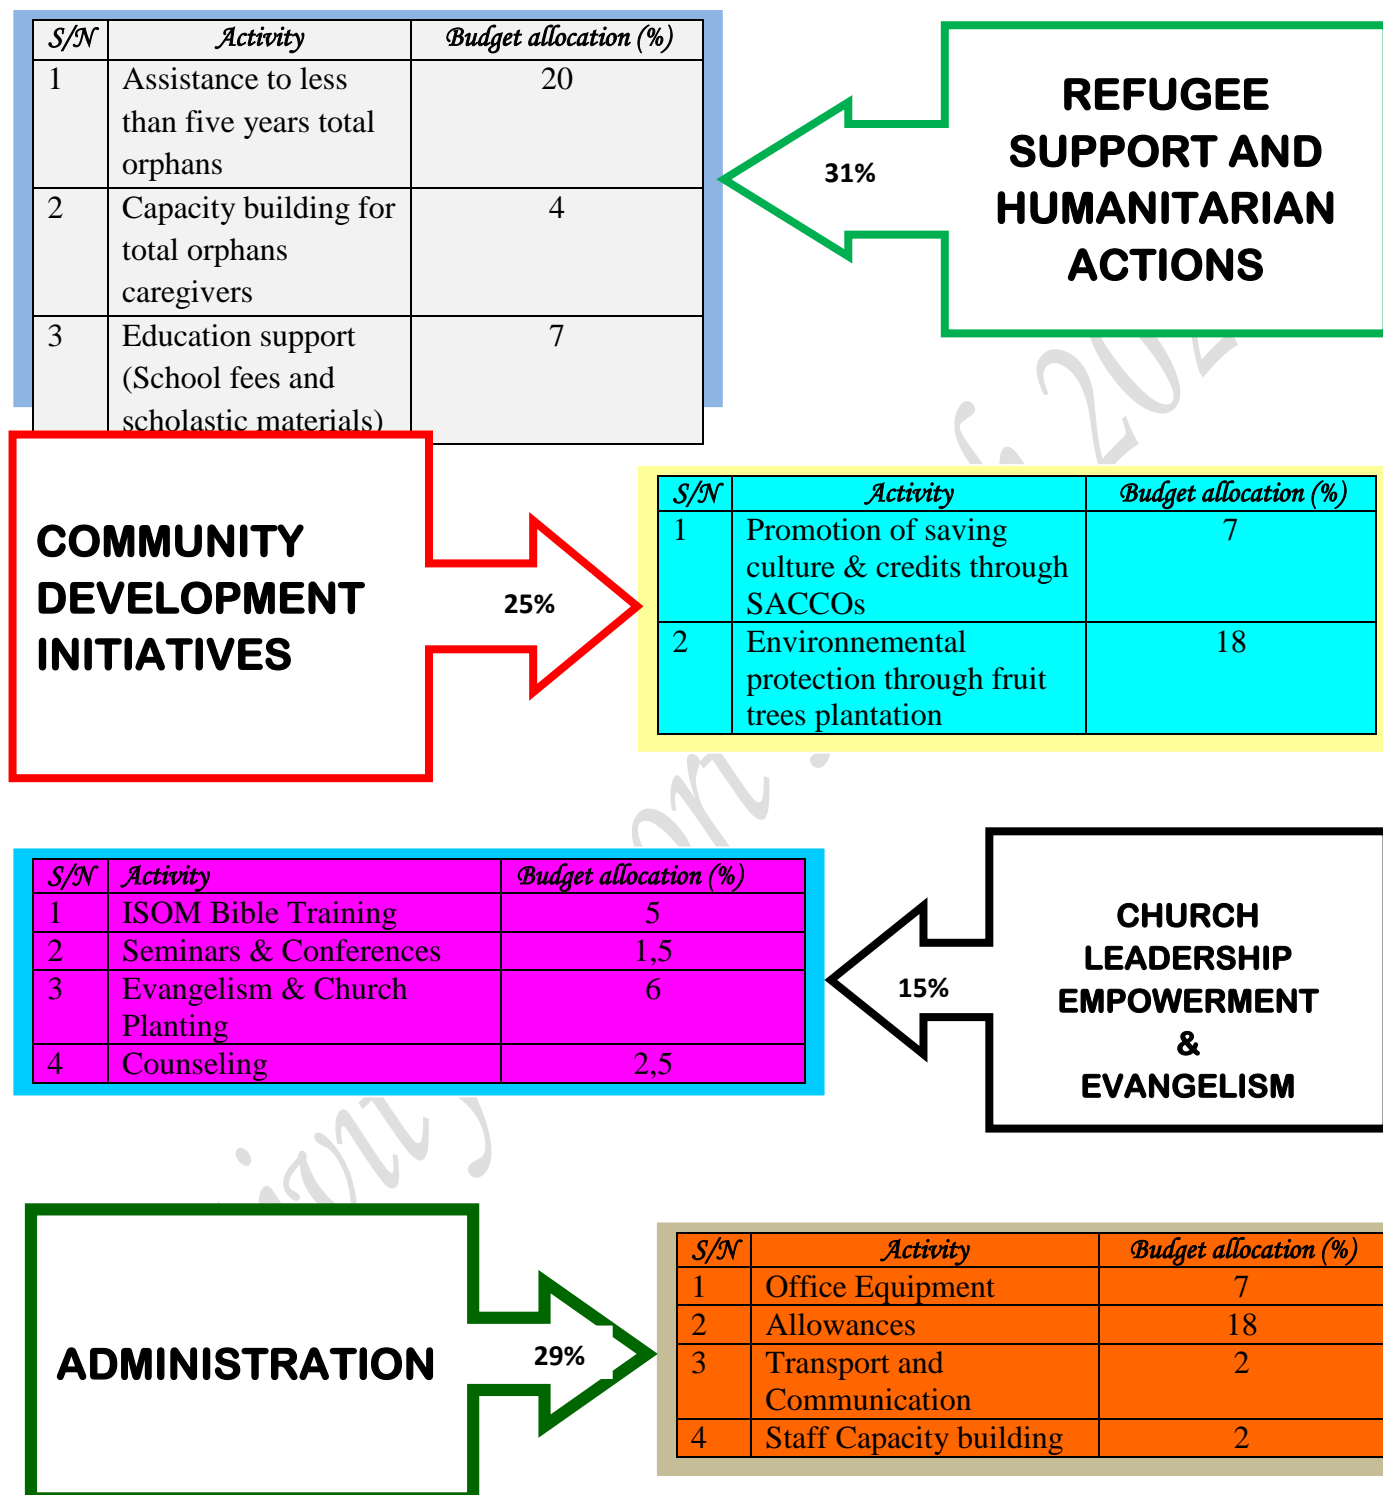 S/N Activity Budget allocation (%)
1 Assistance to less 20
than five years total
orphans
2 Capacity building for 4
total orphans
caregivers
3 Education support 7
(School fees and
scholastic materials)
31%
REFUGEE
SUPPORT AND
HUMANITARIAN
ACTIONS
COMMUNITY
DEVELOPMENT
INITIATIVES
25%
S/N Activity Budget allocation (%)
1 Promotion of saving 7
culture & credits through
SACCOs
2 Environnemental 18
protection through fruit
trees plantation
S/N Activity Budget allocation (%)
1 ISOM Bible Training 5
2 Seminars & Conferences 1,5
3 Evangelism & Church 6
Planting
4 Counseling 2,5
15%
CHURCH
LEADERSHIP
EMPOWERMENT
&
EVANGELISM
ADMINISTRATION
29%
S/N Activity Budget allocation (%)
1 Office Equipment 7
2 Allowances 18
3 Transport and 2
Communication
4 Staff Capacity building 2